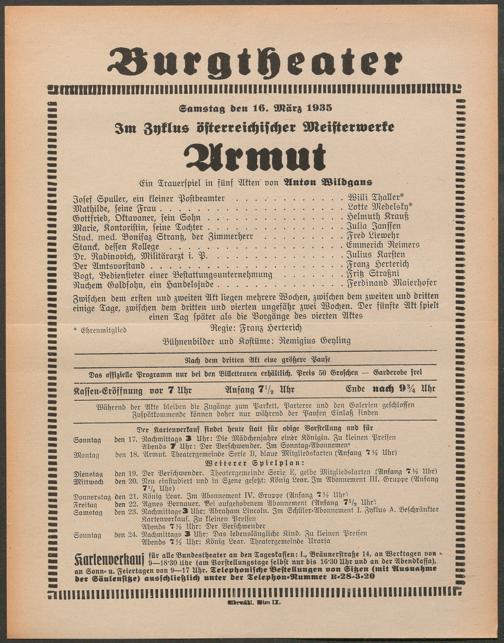 Burgtheater
Samstag den 16. März 1935
Im Zyklus österreichischer Meisterwerke
Armut
Ein Trauerspiel in fünf Akten von Anton Wildgans
Josef Spuller, ein kleiner Postbeamter . . . . . . . . . . Willi Thaller*
Mathilde, seine Frau . . . . . . . . . . Lotte Medelsky*
Gottfried, Oktavaner, sein Sohn . . . . . . . . . . Helmuth Krauß
Marie, Kontoristin, seine Tochter . . . . . . . . . . Julia Janssen
Stud. med. Bonifaz Strantz, der Zimmerherr . . . . . . . . . . Fred Liewehr
Stanck, dessen Kollege . . . . . . . . . . Emmerich Reimers
Dr. Radinovich, Militärarzt i. P. . . . . . . . . . . Julius Karsten
Der Amtsvorstand . . . . . . . . . . Franz Herterich
Vogt, Bediensteter einer Bestattungsunternehmung . . . . . . . . . . Fritz Straßni
Nuchem Goldsohn, ein Handelsjude . . . . . . . . . . Ferdinand Maierhofer
Zwischen dem ersten und zweiten Akt liegen mehrere Wochen, zwischen dem zweiten und dritten
einige Tage, zwischen dem dritten und vierten ungefähr zwei Wochen. Der fünfte Akt spielt
einen Tag später als die Vorgänge des vierten Aktes
* Ehrenmitglied Regie: Franz Herterich
Bühnenbilder und Kostüme: Remigius Geyling
Nach dem dritten Akt eine größere Pause
Das offizielle Programm nur bei den Billetteuren erhältlich. Preis 50 Groschen — Garderobe frei
Kassen-Eröffnung vor 7 Uhr Anfang 7½ Uhr Ende nach 9¾ Uhr
Während der Akte bleiben die Zugänge zum Parkett, Parterre und den Galerien geschlossen
Zuspätkommende können daher nur während der Pausen Einlaß finden
Der Kartenverkauf findet heute statt für obige Vorstellung und für
Sonntag den 17. Nachmittags 3 Uhr: Die Mädchenjahre einer Königin. Zu kleinen Preisen
Abends 7 Uhr: Der Verschwender. Im Sonntag-Abonnement
Montag den 18. Armut. Theatergemeinde Serie D, blaue Mitgliedskarten (Anfang 7½ Uhr)
Weiterer Spielplan:
Dienstag den 19. Der Verschwender. Theatergemeinde Serie E, gelbe Mitgliedskarten (Anfang 7½ Uhr)
Mittwoch den 20. Neu einstudiert und in Szene gesetzt: König Lear. Im Abonnement III. Gruppe (Anfang
7½ Uhr)
Donnerstag den 21. König Lear. Im Abonnement IV. Gruppe (Anfang 7½ Uhr)
Freitag den 22. Agnes Bernauer. Bei aufgehobenem Abonnement (Anfang 7½ Uhr)
Samstag den 23. Nachmittags 3 Uhr: Abraham Lincoln. Im Schüler-Abonnement I. Zyklus A. Beschränkter
Kartenverkauf. Zu kleinen Preisen
Abends 7½ Uhr: Der Verschwender
Sonntag den 24. Nachmittags 3 Uhr: Das lebenslängliche Kind. Zu kleinen Preisen
Abends 7½ Uhr: König Lear. Theatergemeinde Urania
Kartenverkauf für alle Bundestheater an den Tageskassen: I., Bräunerstraße 14, an Werktagen von
9—18·30 Uhr (am Vorstellungstage selbst nur bis 16·30 Uhr und an der Abendkassa),
an Sonn- u. Feiertagen von 9—17 Uhr. Telephonische Bestellungen von Sitzen (mit Ausnahme
der Säulensitze) ausschließlich unter der Telephon-Nummer R-28-3-20